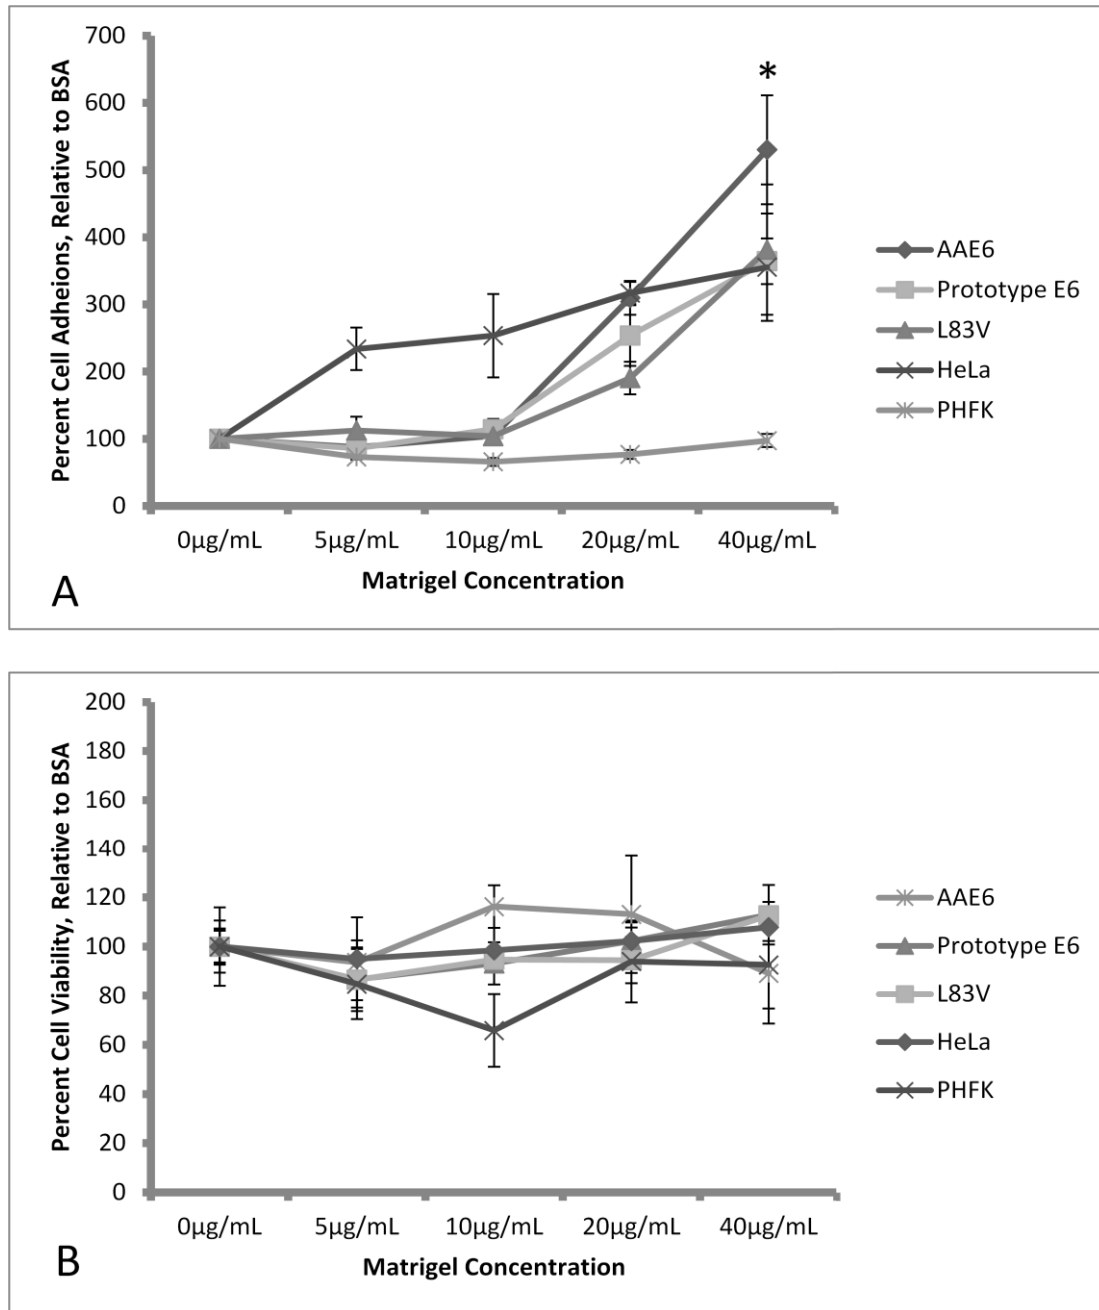 700
600
500
400
300
200
100
0
Percent Cell Adheions, Relative to BSA
*
AAE6
Prototype E6
L83V
HeLa
PHFK
0µg/mL 5µg/mL 10µg/mL 20µg/mL 40µg/mL
Matrigel Concentration
A
200
180
160
140
120
100
80
60
40
20
0
Percent Cell Viability, Relative to BSA
AAE6
Prototype E6
L83V
HeLa
PHFK
0µg/mL 5µg/mL 10µg/mL 20µg/mL 40µg/mL
Matrigel Concentration
B